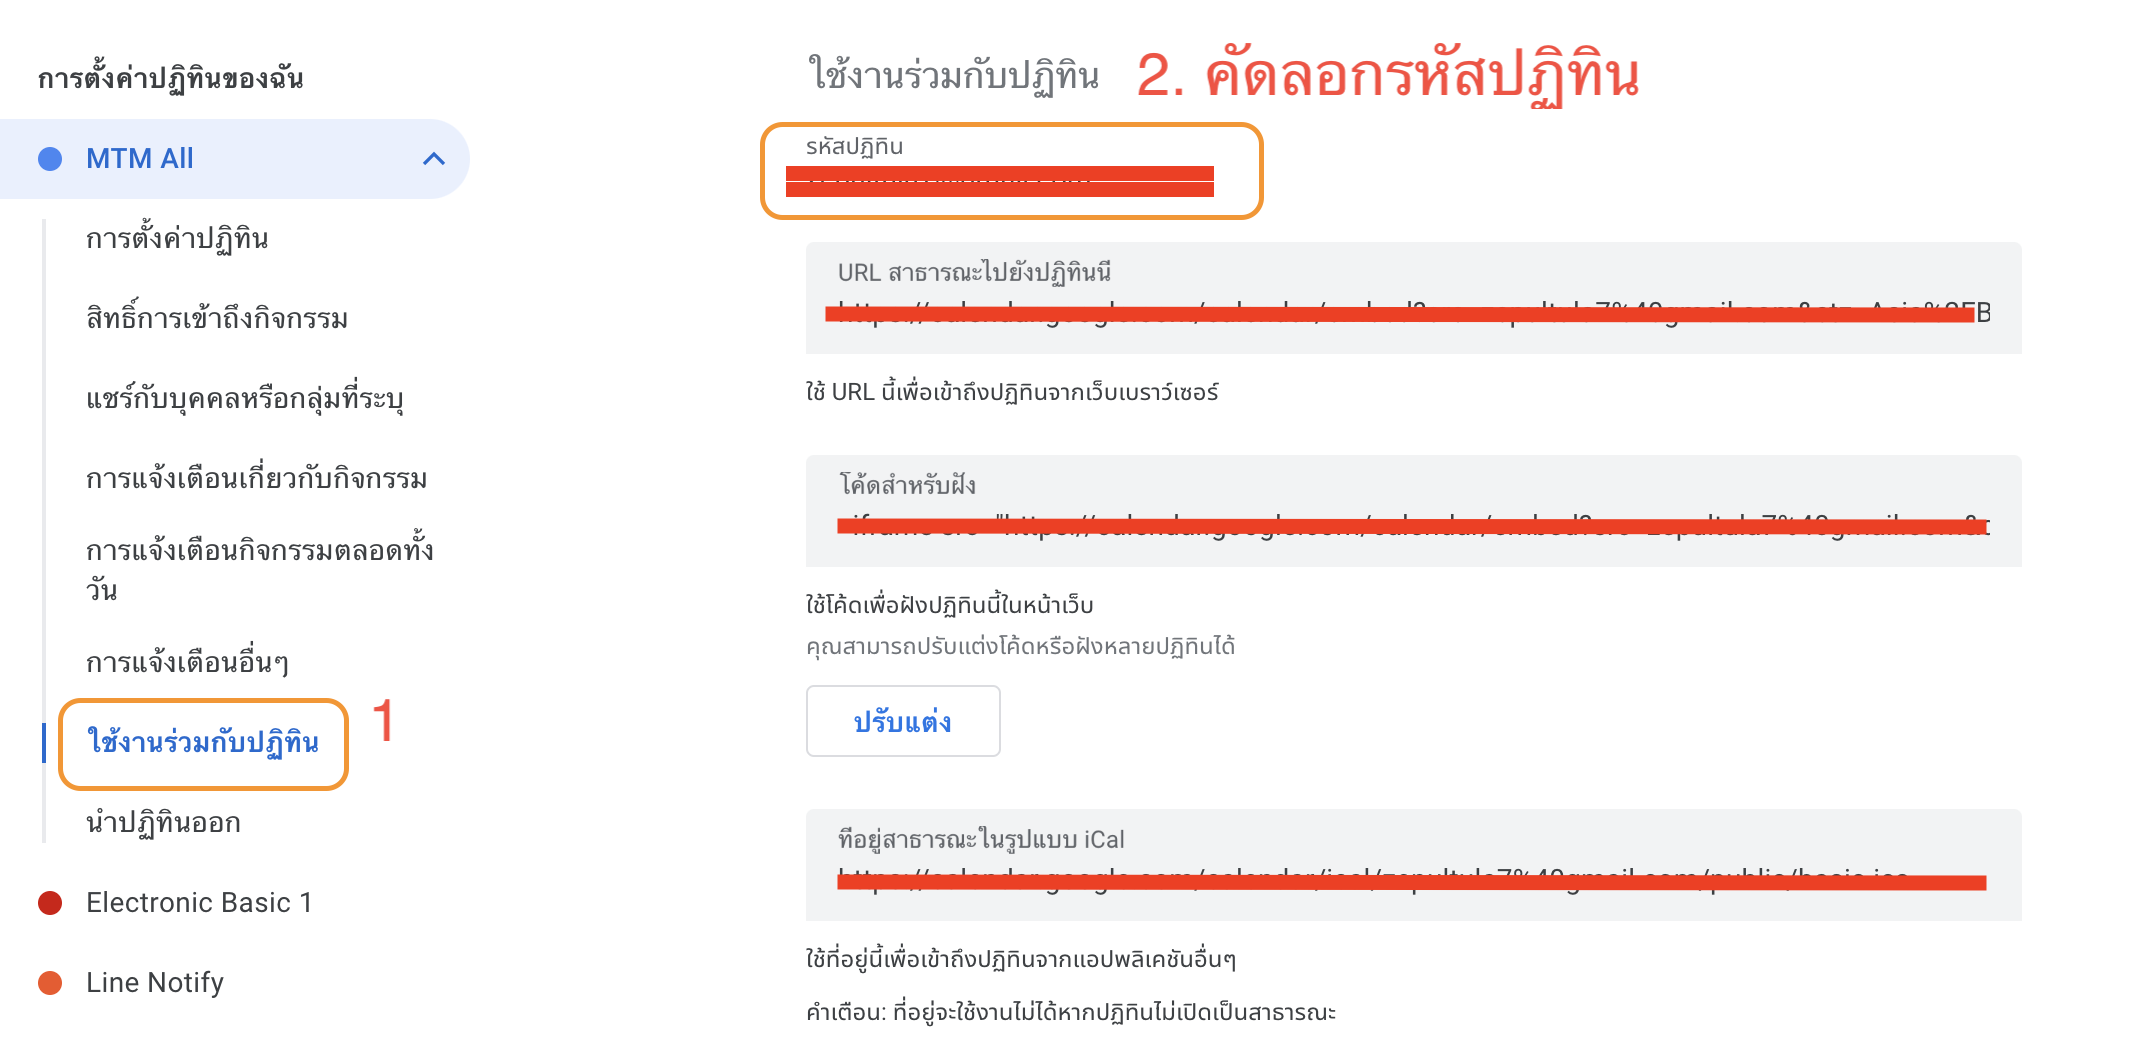 การตั้งค่าปฏิทินของฉัน
MTM All
การตั้งค่าปฏิทิน
สิทธิ์การเข้าถึงกิจกรรม
แชร์กับบุคคลหรือกลุ่มที่ระบุ
การแจ้งเตือนเกี่ยวกับกิจกรรม
การแจ้งเตือนกิจกรรมตลอดทั้ง
วัน
การแจ้งเตือนอื่นๆ
ใช้งานร่วมกับปฏิทิน
1
นำปฏิทินออก
Electronic Basic 1
Line Notify
ใช้งานร่วมกับปฏิทิน
2. คัดลอกรหัสปฏิทิน
รหัสปฏิทิน
URL สาธารณะไปยังปฏิทินนี้
ใช้ URL นี้เพื่อเข้าถึงปฏิทินจากเว็บเบราว์เซอร์
โค้ดสำหรับฝัง
ใช้โค้ดเพื่อฝังปฏิทินนี้ในหน้าเว็บ
คุณสามารถปรับแต่งโค้ดหรือฝังหลายปฏิทินได้
ปรับแต่ง
ที่อยู่สาธารณะในรูปแบบ iCal
ใช้ที่อยู่นี้เพื่อเข้าถึงปฏิทินจากแอปพลิเคชันอื่นๆ
คำเตือน: ที่อยู่จะใช้งานไม่ได้หากปฏิทินไม่เปิดเป็นสาธารณะ